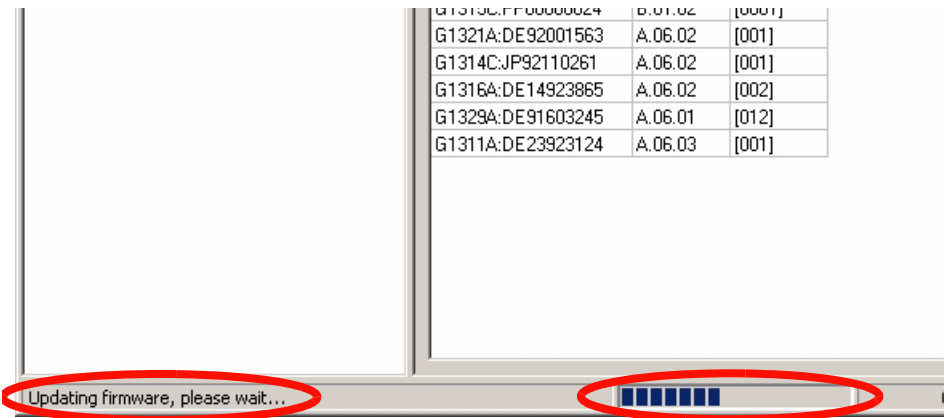 G1321A:DE92001563 A.06.02 [001]
G1314C:JP92110261 A.06.02 [001]
G1316A:DE14923865 A.06.02 [002]
G1329A:DE91603245 A.06.01 [012]
G1311A:DE23923124 A.06.03 [001]
Updating firmware, please wait...